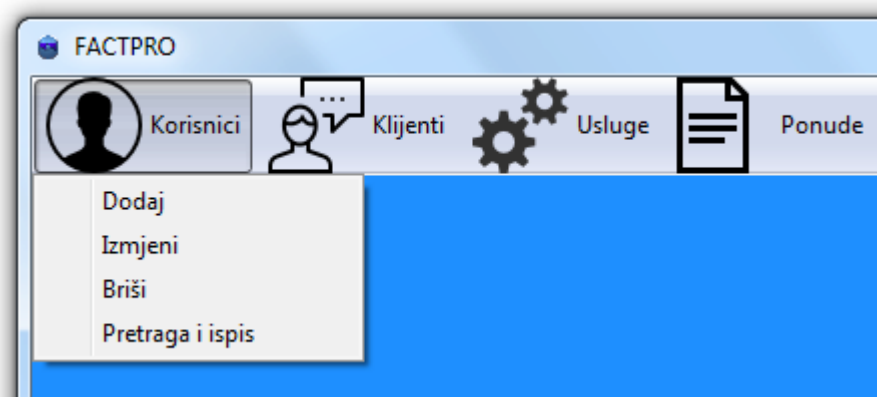 FACTPRO
Korisnici Klijenti Usluge Ponude
Dodaj
Izmjeni
Briši
Pretraga i ispis